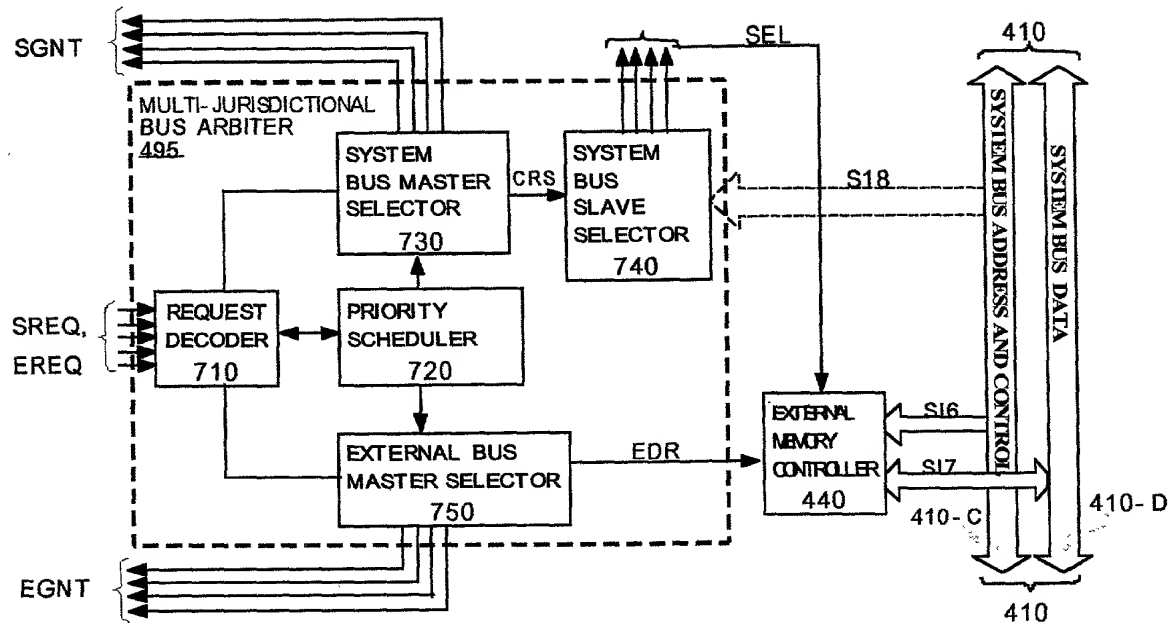 SGNT
SEL
410
MULTI-JURISDICTIONAL
BUS ARBITER
495
SYSTEM
BUS MASTER
SELECTOR
730
CRS
SYSTEM
BUS
SLAVE
SELECTOR
740
S18
SYSTEM BUS ADDRESS AND CONTROL
SYSTEM BUS DATA
SREQ,
EREQ
REQUEST
DECODER
710
PRIORITY
SCHEDULER
720
EXTERNAL BUS
MASTER SELECTOR
750
EDR
EXTERNAL
MEMORY
CONTROLLER
440
SI6
SI7
410-C
410-D
EGNT
410